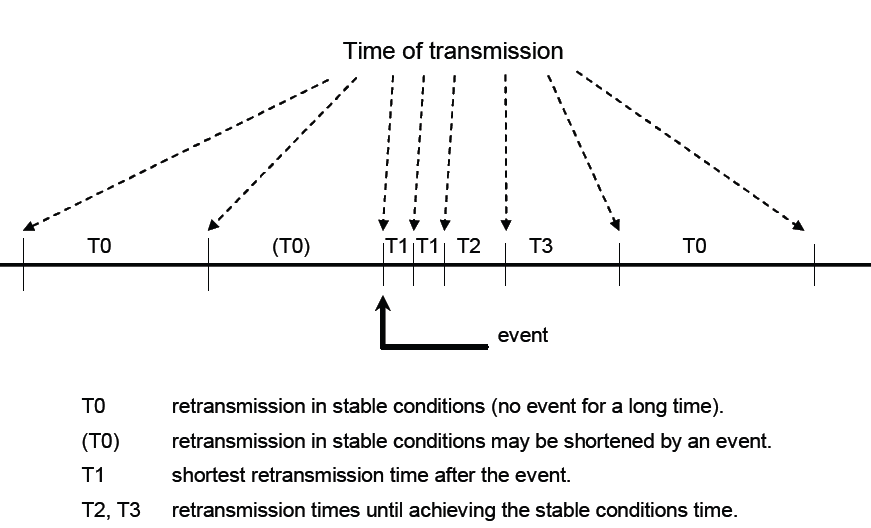 Time of transmission
T0 (T0) T1 T1 T2 T3 T0
event
T0 retransmission in stable conditions (no event for a long time).
(T0) retransmission in stable conditions may be shortened by an event.
T1 shortest retransmission time after the event.
T2, T3 retransmission times until achieving the stable conditions time.